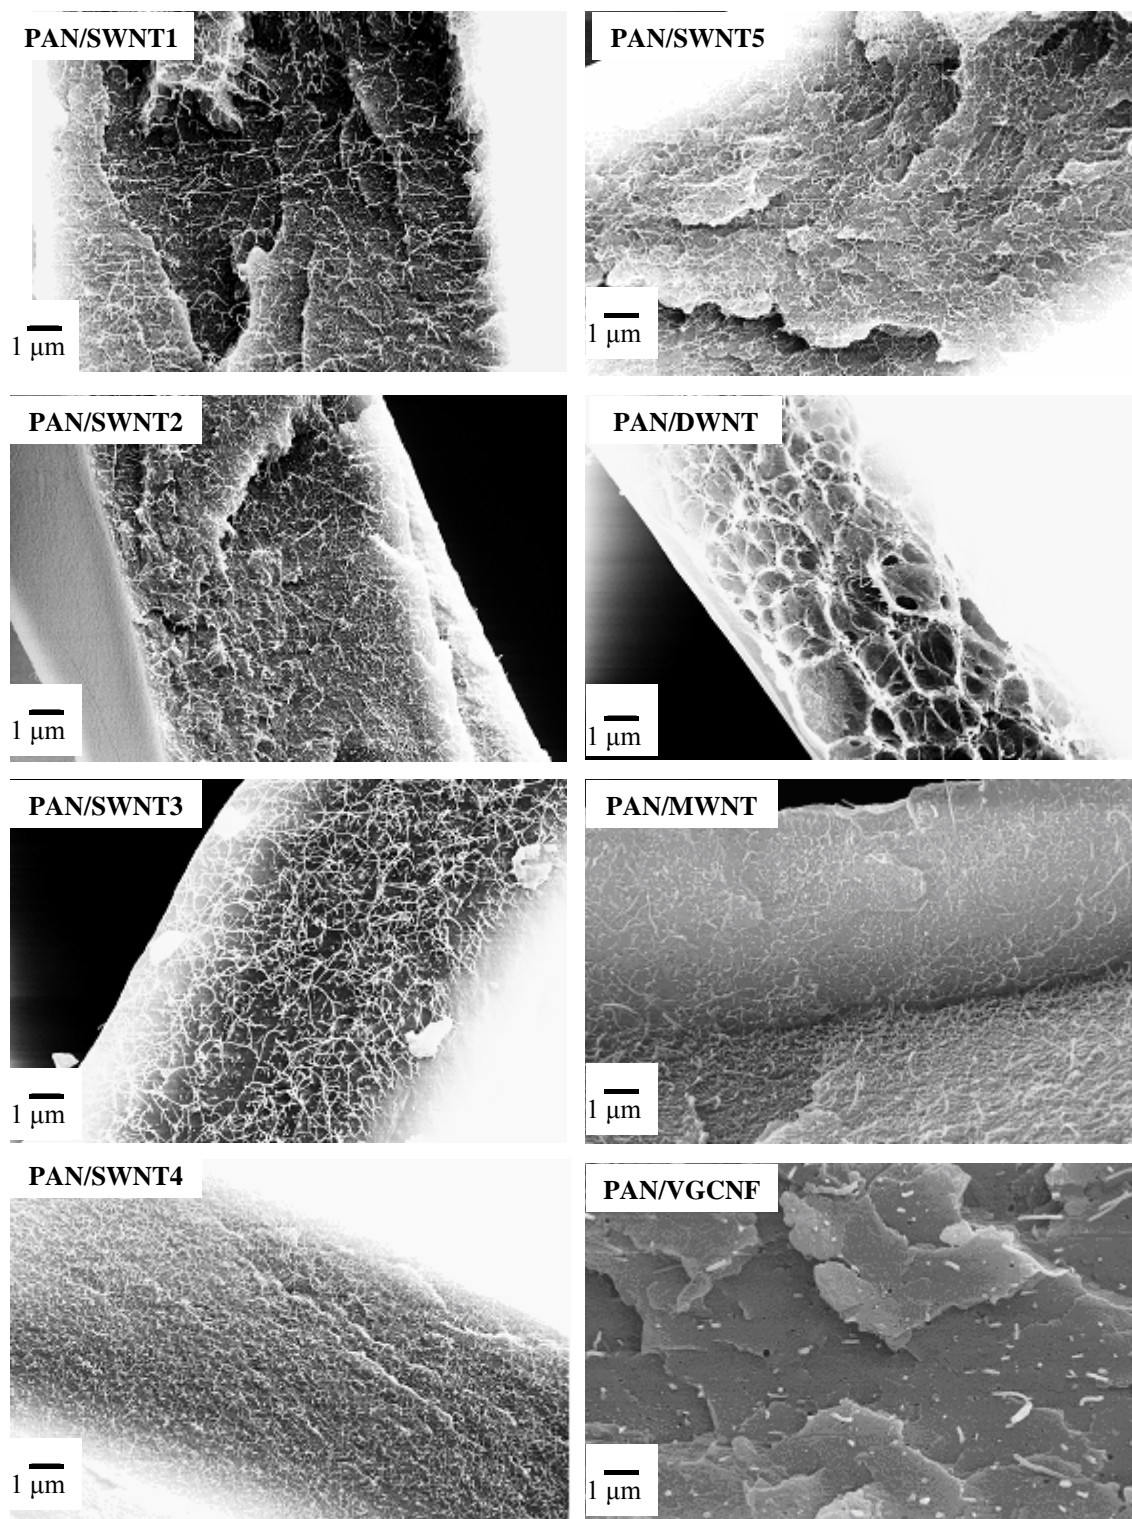 PAN/SWNT1
1 μm
PAN/SWNT5
1 μm
PAN/SWNT2
1 μm
PAN/DWNT
1 μm
PAN/SWNT3
1 μm
PAN/MWNT
1 μm
PAN/SWNT4
1 μm
PAN/VGCNF
1 μm